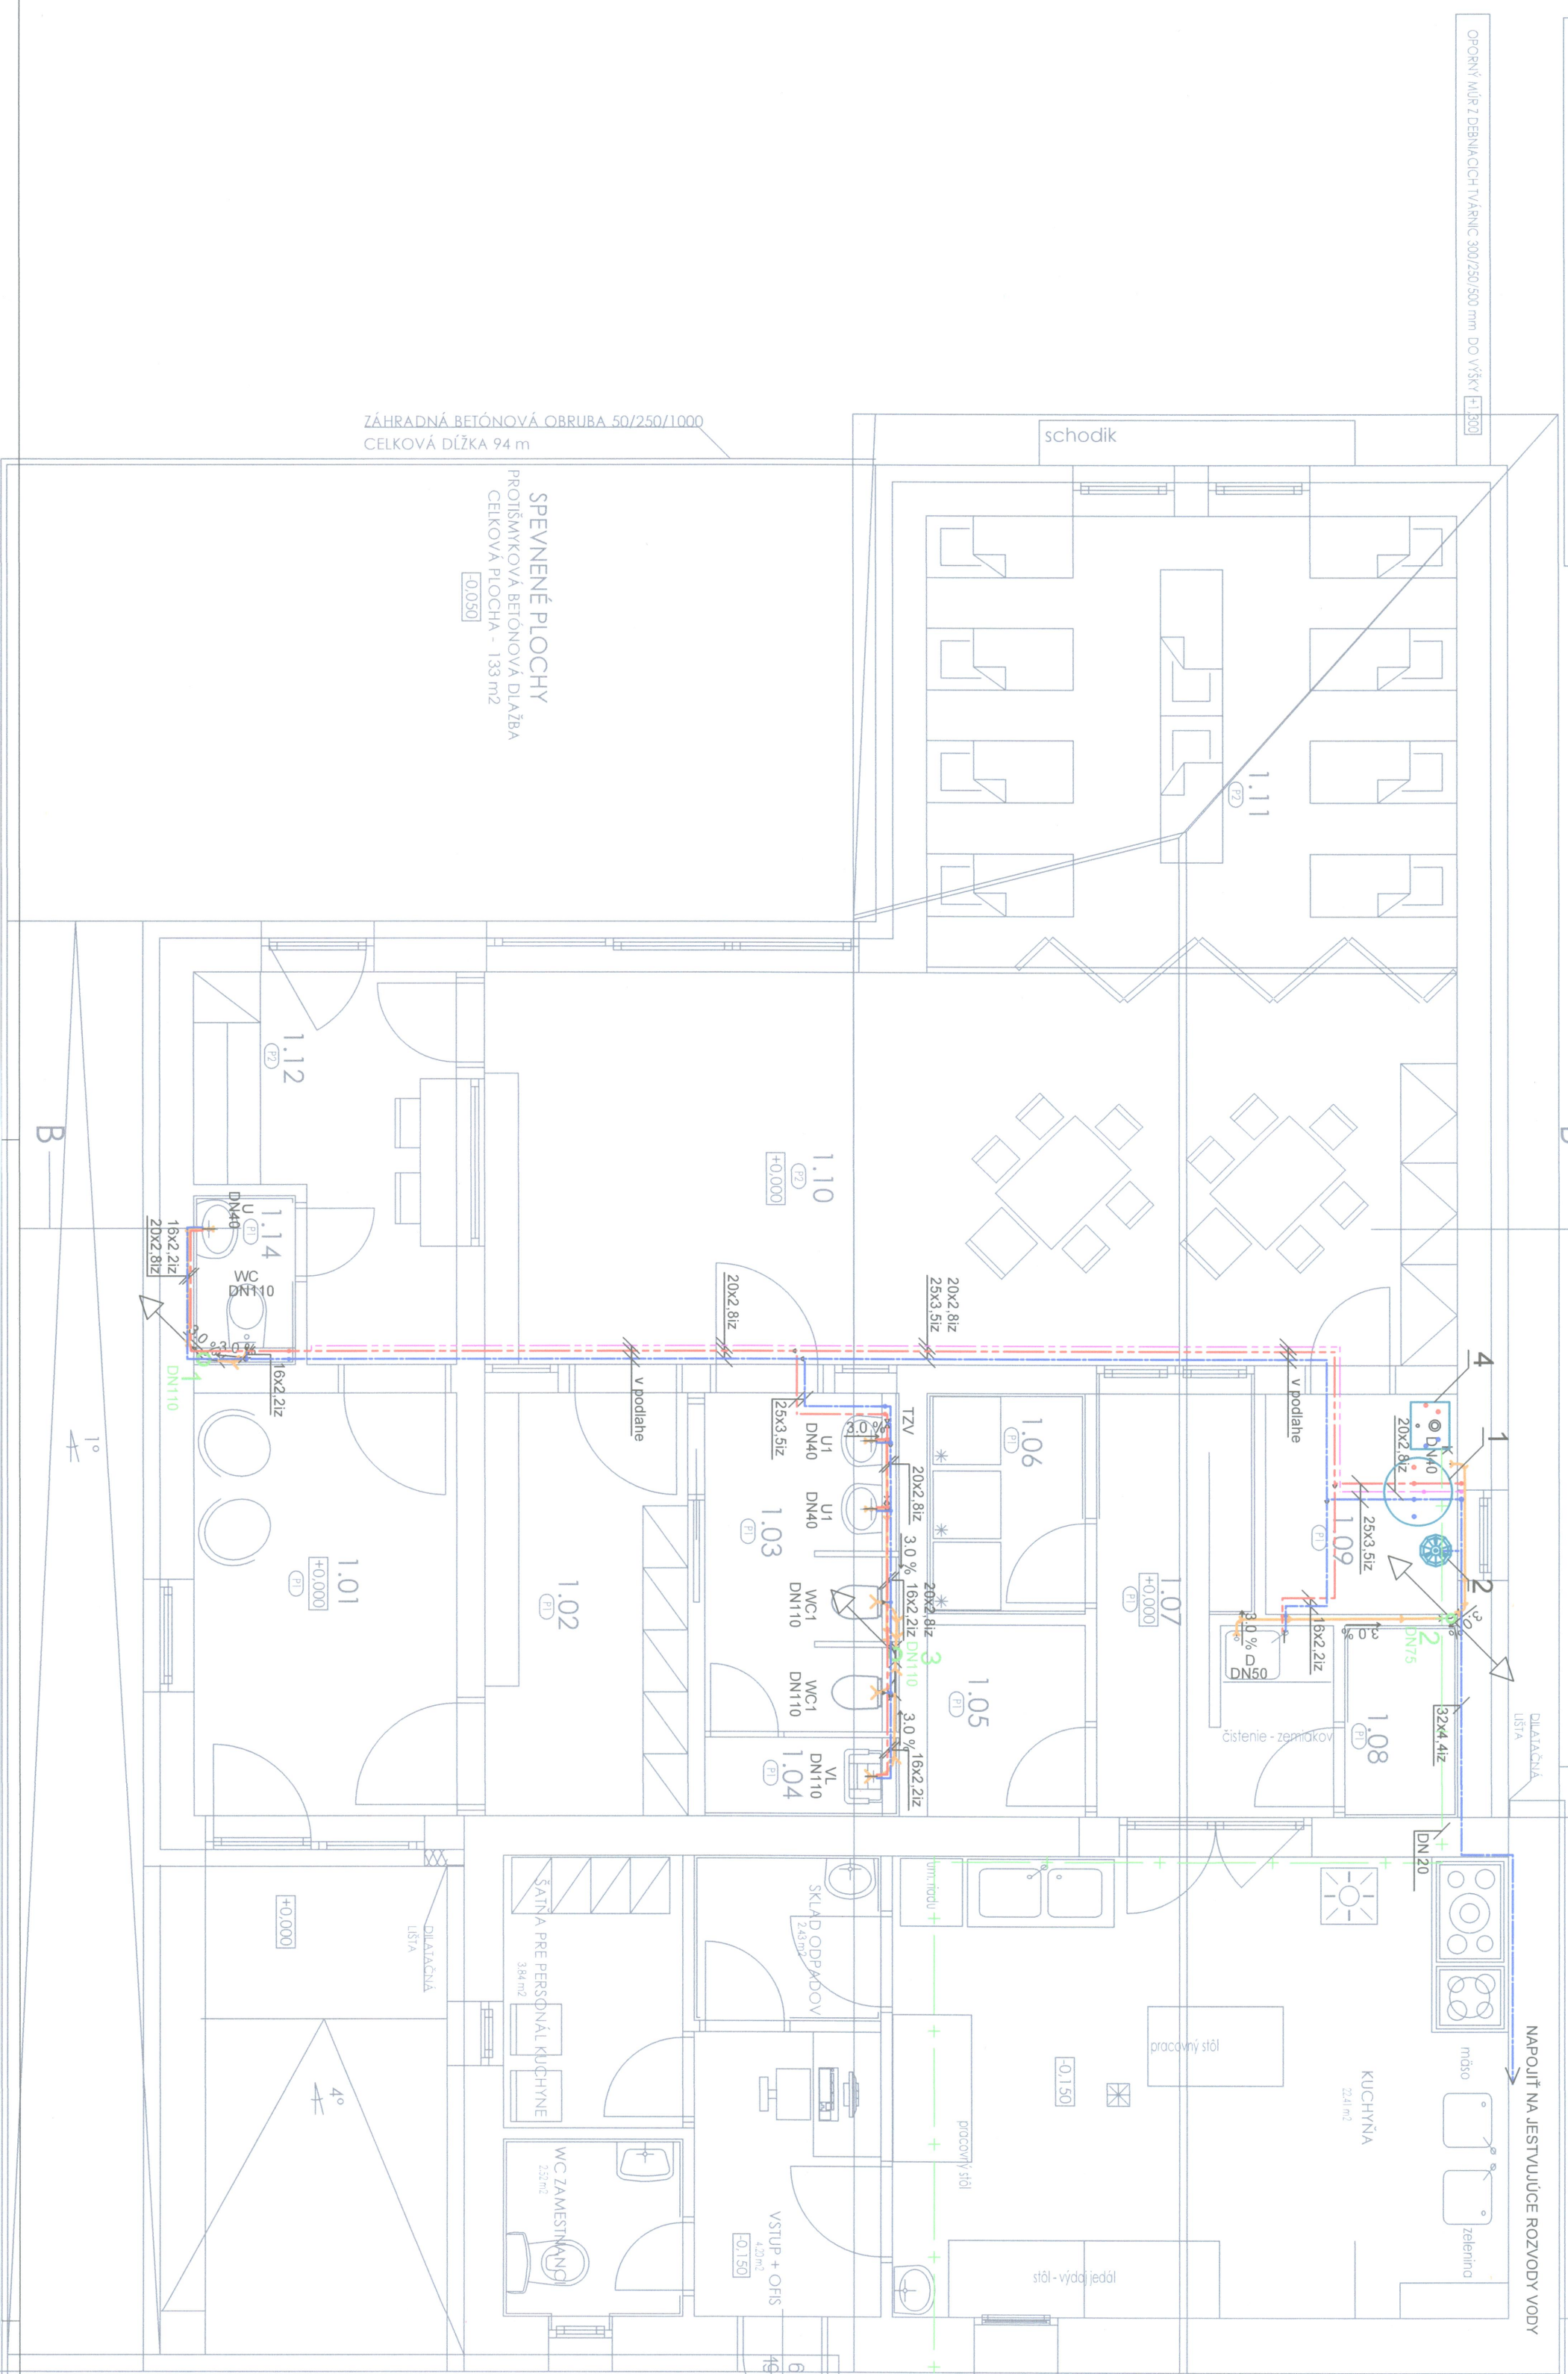 OPORNÝ MÚR Z DEBNIACICH TVÁRNIC 300/250/500 mm DO VÝŠKY +1,300
ZÁHRADNÁ BETÓNOVÁ OBRUBA 50/250/1000
CELKOVÁ DĹŽKA 94 m
schodik
SPEVNENÉ PLOCHY
PROTIŠMYKOVÁ BETÓNOVÁ DLAŽBA
CELKOVÁ PLOCHA - 133 m2
-0,050
1.11
P2
1.12
P2
B
1.10
P2
+0,000
U
DN40
1.14
P1
WC
DN110
16x2,2iz
20x2,8iz
3.0 %
3.0 %
16x2,2iz
1
DN110
20x2,8iz
20x2,8iz
25x3,5iz
v podlahe
v podlahe
25x3,5iz
TZV
3.0 %
U1
DN40
U1
DN40
20x2,8iz
3.0 %
20x2,8iz
16x2,2iz
WC1
DN110
WC1
DN110
3
DN110
3.0 %
16x2,2iz
VL
DN110
1.04
P1
1.03
P1
1.02
P1
1.01
P1
+0,000
1.06
P1
1.05
P1
1.07
P1
+0,000
4
1
2
K
DN40
20x2,8iz
25x3,5iz
1.09
P1
16x2,2iz
3.0 %
D
DN50
3.0 %
3.0 %
2
DN75
32x4,4iz
1.08
P1
čistenie - zemiakov
DILATAČNÁ
LIŠTA
DN 20
1°
+0,000
DILATAČNÁ
LIŠTA
4°
ŠATŇA PRE PERSONÁL KUCHYNE
3.84 m2
SKLAD ODPADOV
2.43 m2
um. riadu
pracovný stôl
pracovný stôl
-0,150
KUCHYŇA
22.41 m2
mäso
zelenina
NAPOJIŤ NA JESTVUJÚCE ROZVODY VODY
WC ZAMESTNANCI
2.52 m2
VSTUP + OFIS
4.20 m2
-0,150
stôl - výdaj jedál